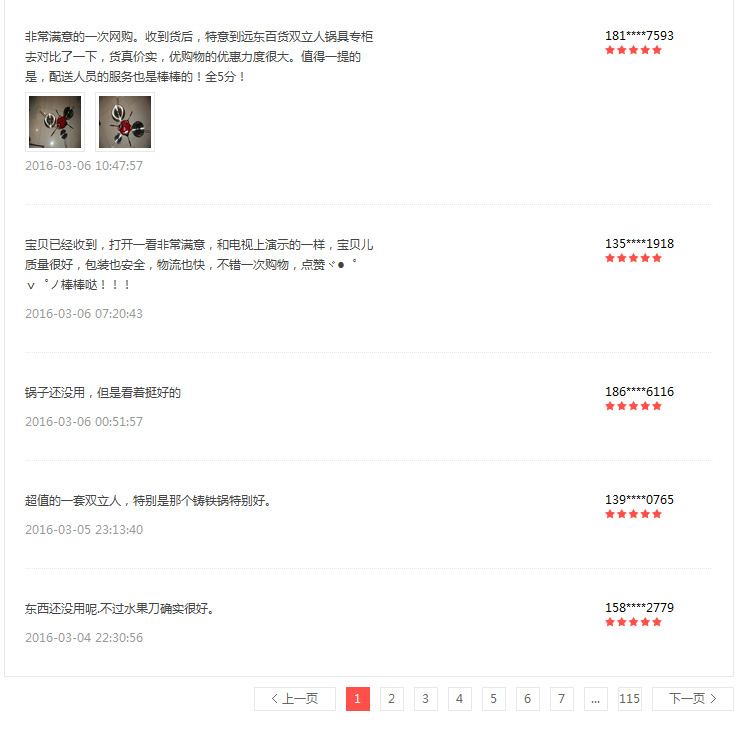 非常满意的一次网购。收到货后，特意到远东百货双立人锅具专柜
去对比了一下，货真价实，优购物的优惠力度很大。值得一提的
是，配送人员的服务也是棒棒的！全5分！
181****7593
2016-03-06 10:47:57
宝贝已经收到，打开一看非常满意，和电视上演示的一样，宝贝儿
质量很好，包装也安全，物流也快，不错一次购物，点赞ヾ●゜
ⅴ゜ノ棒棒哒！！！
135****1918
2016-03-06 07:20:43
锅子还没用，但是看着挺好的
186****6116
2016-03-06 00:51:57
超值的一套双立人，特别是那个铸铁锅特别好。
139****0765
2016-03-05 23:13:40
东西还没用呢.不过水果刀确实很好。
158****2779
2016-03-04 22:30:56
< 上一页 1 2 3 4 5 6 7 ... 115 下一页 >